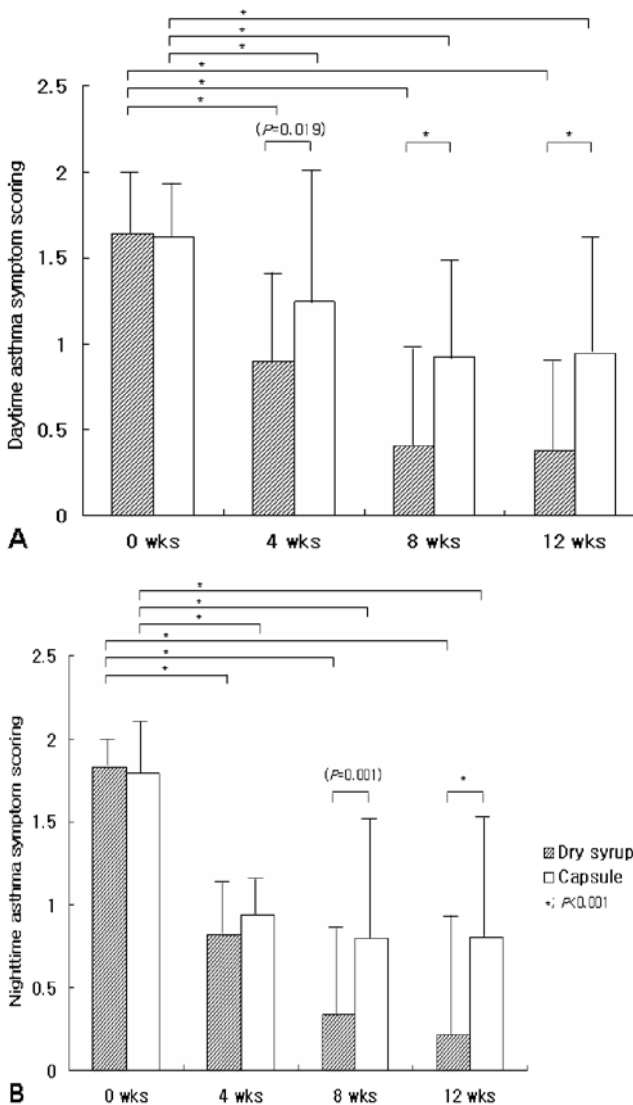 * 
*
*
*
*
*
2.5
(P=0.019)
* *
2
1.5
1
0.5
0
Daytime asthma symptom scoring
A
0 wks 4 wks 8 wks 12 wks
*
*
*
*
*
*
2.5
(P=0.001)
*
2
1.5
1
0.5
0
Nighttime asthma symptom scoring
Dry syrup
Capsule
*; P<0.001
B
0 wks 4 wks 8 wks 12 wks